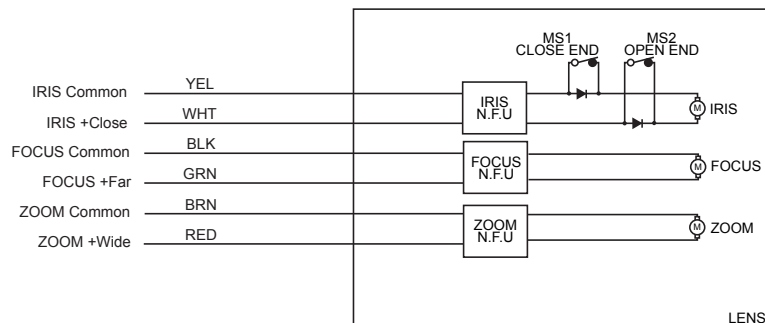 MS1
CLOSE END
MS2
OPEN END
IRIS Common
YEL
IRIS
N.F.U
M
IRIS
IRIS +Close
WHT
FOCUS Common
BLK
FOCUS
N.F.U
M
FOCUS
FOCUS +Far
GRN
ZOOM Common
BRN
ZOOM
N.F.U
M
ZOOM
ZOOM +Wide
RED
LENS